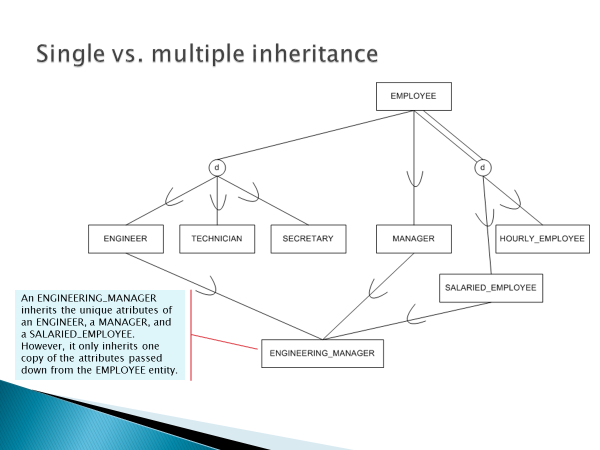 Single vs. multiple inheritance
EMPLOYEE
d
d
ENGINEER
TECHNICIAN
SECRETARY
MANAGER
HOURLY_EMPLOYEE
SALARIED_EMPLOYEE
An ENGINEERING_MANAGER
inherits the unique atributes of
an ENGINEER, a MANAGER, and
a SALARIED_EMPLOYEE.
However, it only inherits one
copy of the attributes passed
down from the EMPLOYEE entity.
ENGINEERING_MANAGER